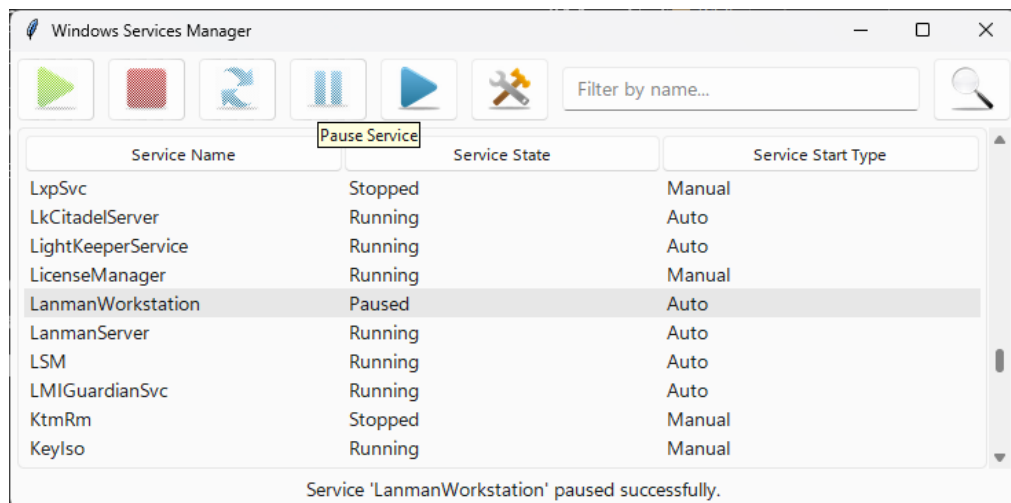 Windows Services Manager
Filter by name...
Pause Service
Service Name Service State Service Start Type
LxpSvc Stopped Manual
LkCitadelServer Running Auto
LightKeeperService Running Auto
LicenseManager Running Manual
LanmanWorkstation Paused Auto
LanmanServer Running Auto
LSM Running Auto
LMIGuardianSvc Running Auto
KtmRm Stopped Manual
KeyIso Running Manual
Service 'LanmanWorkstation' paused successfully.